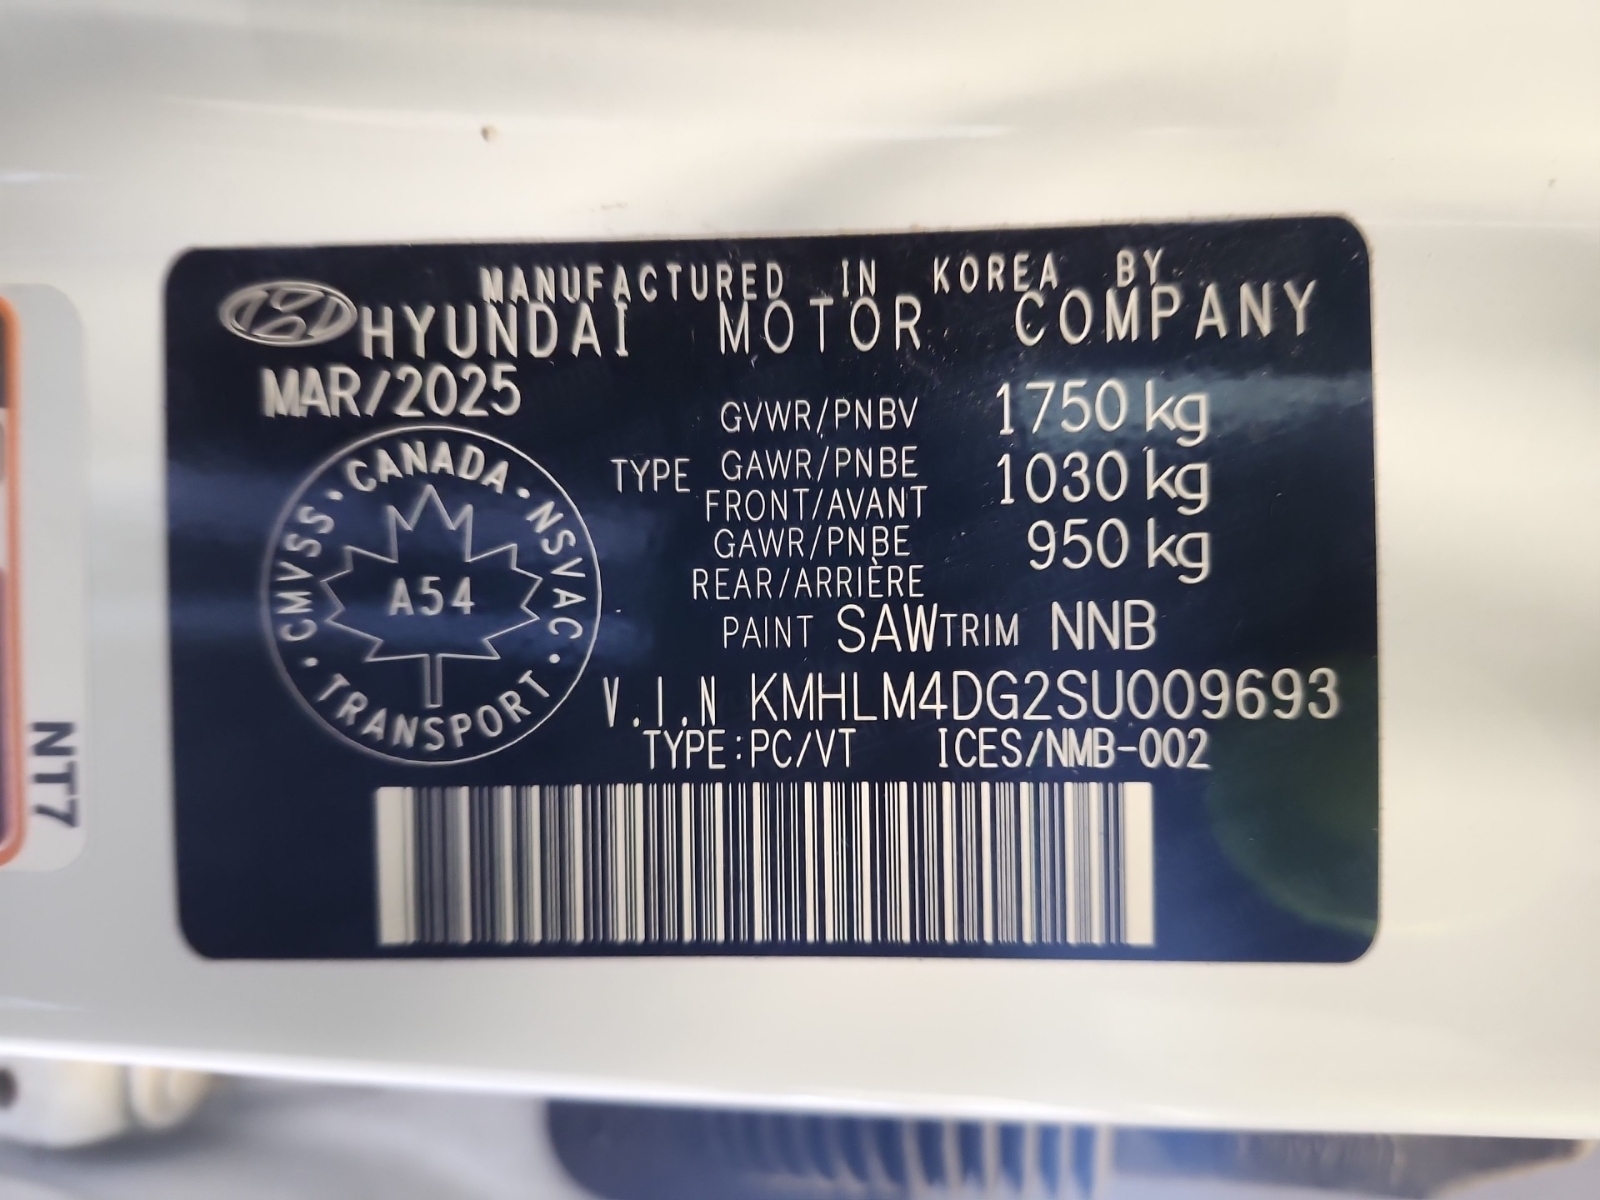 MANUFACTURED IN KOREA BY
HYUNDAI MOTOR COMPANY
MAR/2025
GVWR/PNBV 1750 kg
TYPE GAWR/PNBE FRONT/AVANT 1030 kg
GAWR/PNBE REAR/ARRIÈRE 950 kg
CANADA · NSVAC · TRANSPORT · CMVSS ·
A54
PAINT SAW TRIM NNB
V.I.N KMHLM4DG2SU009693
TYPE:PC/VT ICES/NMB-002
NT7